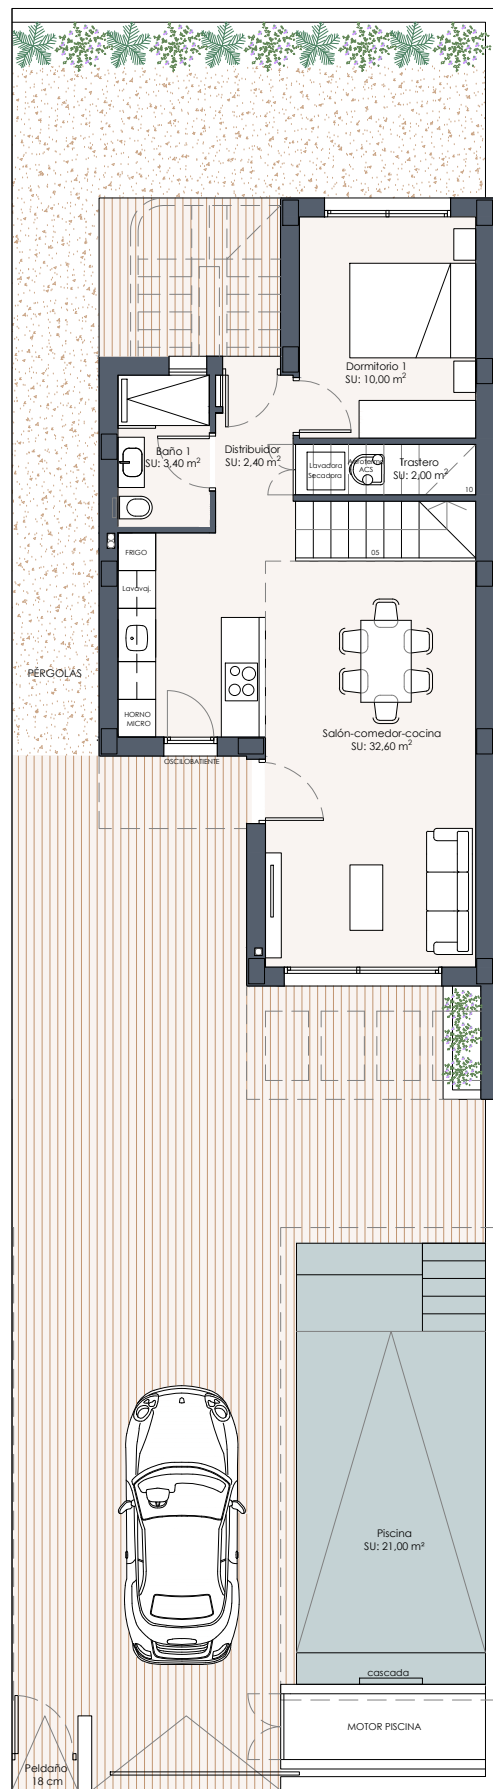 Dormitorio 1
SU: 10,00 m²
Baño 1
SU: 3,40 m²
Distribuidor
SU: 2,40 m²
Lavadora
Secadora
Aerotermia
ACS
Trastero
SU: 2,00 m²
10
05
FRIGO
Lavavaj.
PÉRGOLAS
HORNO
MICRO
Salón-comedor-cocina
SU: 32,60 m²
OSCILOBATIENTE
Piscina
SU: 21,00 m²
cascada
MOTOR PISCINA
Peldaño
18 cm